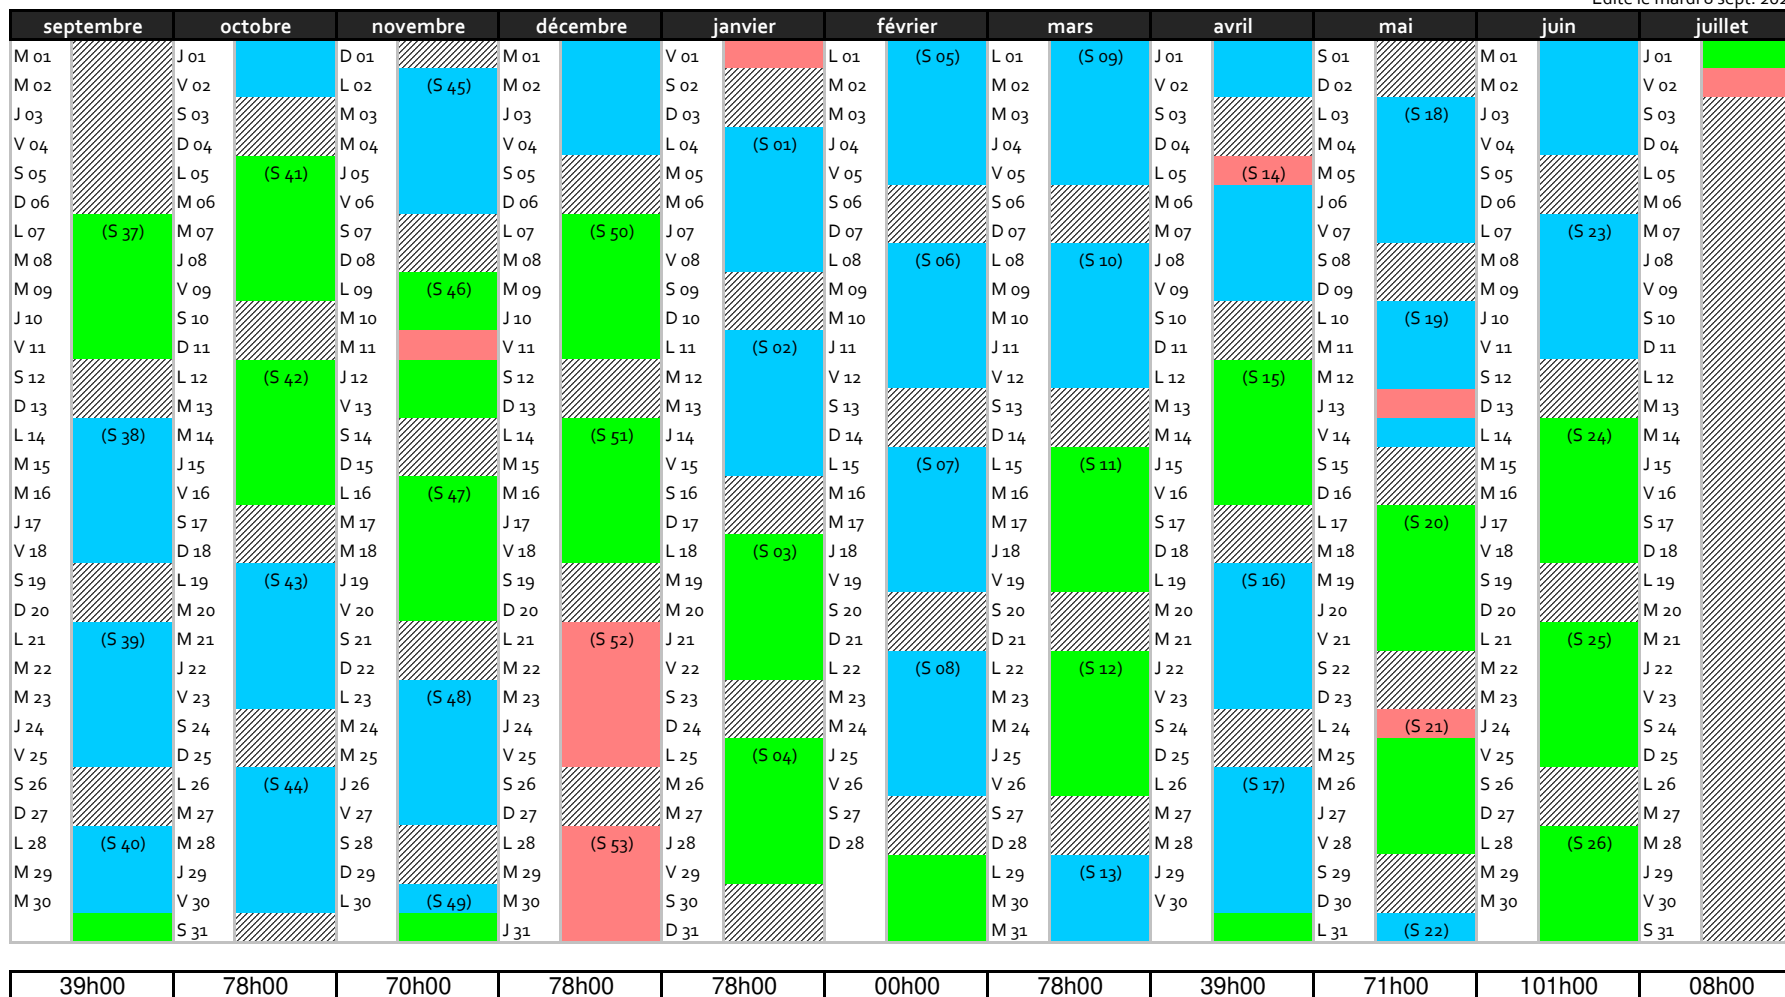 Edité le mardi 8 sept. 202
septembre octobre novembre décembre janvier février mars avril mai juin juillet
M 01 J 01 D 01 M 01 V 01 L 01 (S 05) L 01 (S 09) J 01 S 01 M 01 J 01
M 02 V 02 L 02 (S 45) M 02 S 02 M 02 M 02 V 02 D 02 M 02 V 02
J 03 S 03 M 03 J 03 D 03 M 03 M 03 S 03 L 03 (S 18) J 03 S 03
V 04 D 04 M 04 V 04 L 04 (S 01) J 04 J 04 D 04 M 04 V 04 D 04
S 05 L 05 (S 41) J 05 S 05 M 05 V 05 V 05 L 05 (S 14) M 05 S 05 L 05
D 06 M 06 V 06 D 06 M 06 S 06 S 06 M 06 J 06 D 06 M 06
L 07 (S 37) M 07 S 07 L 07 (S 50) J 07 D 07 D 07 M 07 V 07 L 07 (S 23) M 07
M 08 J 08 D 08 M 08 V 08 L 08 (S 06) L 08 (S 10) J 08 S 08 M 08 J 08
M 09 V 09 L 09 (S 46) M 09 S 09 M 09 M 09 V 09 D 09 M 09 V 09
J 10 S 10 M 10 J 10 D 10 M 10 M 10 S 10 L 10 (S 19) J 10 S 10
V 11 D 11 M 11 V 11 L 11 (S 02) J 11 J 11 D 11 M 11 V 11 D 11
S 12 L 12 (S 42) J 12 S 12 M 12 V 12 V 12 L 12 (S 15) M 12 S 12 L 12
D 13 M 13 V 13 D 13 M 13 S 13 S 13 M 13 J 13 D 13 M 13
L 14 (S 38) M 14 S 14 L 14 (S 51) J 14 D 14 D 14 M 14 V 14 L 14 (S 24) M 14
M 15 J 15 D 15 M 15 V 15 L 15 (S 07) L 15 (S 11) J 15 S 15 M 15 J 15
M 16 V 16 L 16 (S 47) M 16 S 16 M 16 M 16 V 16 D 16 M 16 V 16
J 17 S 17 M 17 J 17 D 17 M 17 M 17 S 17 L 17 (S 20) J 17 S 17
V 18 D 18 M 18 V 18 L 18 (S 03) J 18 J 18 D 18 M 18 V 18 D 18
S 19 L 19 (S 43) J 19 S 19 M 19 V 19 V 19 L 19 (S 16) M 19 S 19 L 19
D 20 M 20 V 20 D 20 M 20 S 20 S 20 M 20 J 20 D 20 M 20
L 21 (S 39) M 21 S 21 L 21 (S 52) J 21 D 21 D 21 M 21 V 21 L 21 (S 25) M 21
M 22 J 22 D 22 M 22 V 22 L 22 (S 08) L 22 (S 12) J 22 S 22 M 22 J 22
M 23 V 23 L 23 (S 48) M 23 S 23 M 23 M 23 V 23 D 23 M 23 V 23
J 24 S 24 M 24 J 24 D 24 M 24 M 24 S 24 L 24 (S 21) J 24 S 24
V 25 D 25 M 25 V 25 L 25 (S 04) J 25 J 25 D 25 M 25 V 25 D 25
S 26 L 26 (S 44) J 26 S 26 M 26 V 26 V 26 L 26 (S 17) M 26 S 26 L 26
D 27 M 27 V 27 D 27 M 27 S 27 S 27 M 27 J 27 D 27 M 27
L 28 (S 40) M 28 S 28 L 28 (S 53) J 28 D 28 D 28 M 28 V 28 L 28 (S 26) M 28
M 29 J 29 D 29 M 29 V 29 L 29 (S 13) J 29 S 29 M 29 J 29
M 30 V 30 L 30 (S 49) M 30 S 30 M 30 V 30 D 30 M 30 V 30
S 31 J 31 D 31 M 31 L 31 (S 22) S 31
39h00 78h00 70h00 78h00 78h00 00h00 78h00 39h00 71h00 101h00 08h00